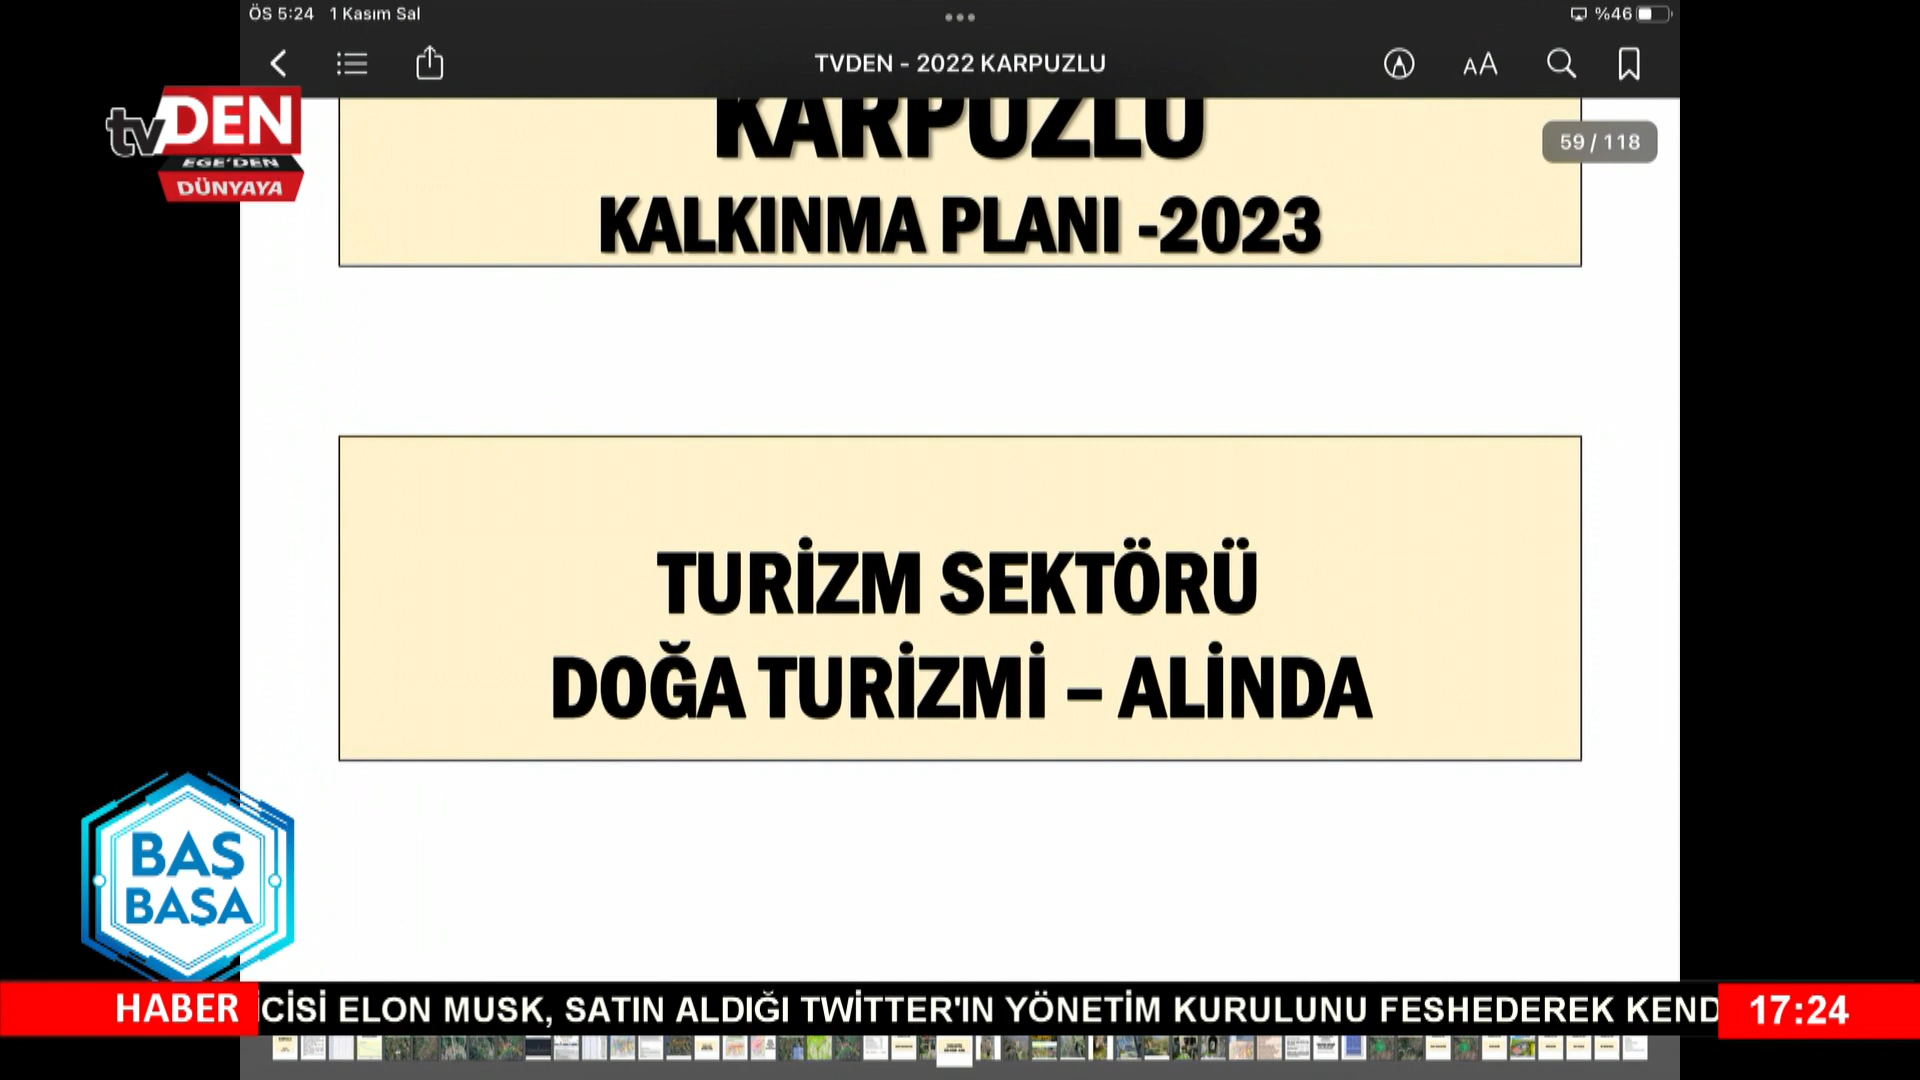 ÖS 5:24 1 Kasım Sal
%46
TVDEN - 2022 KARPUZLU
AA
tvDEN
EGE'DEN
DÜNYAYA
KARPUZLU
59 / 118
KALKINMA PLANI -2023
TURİZM SEKTÖRÜ
DOĞA TURİZMİ – ALİNDA
BAŞ
BAŞA
HABER
İCİSİ ELON MUSK, SATIN ALDIĞI TWİTTER'IN YÖNETİM KURULUNU FESHEDEREK KEND
17:24